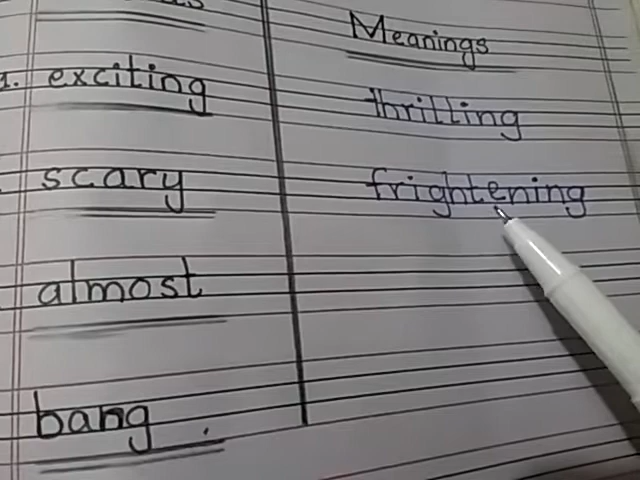 Meanings
1. exciting thrilling
scary frightening
almost
bang .